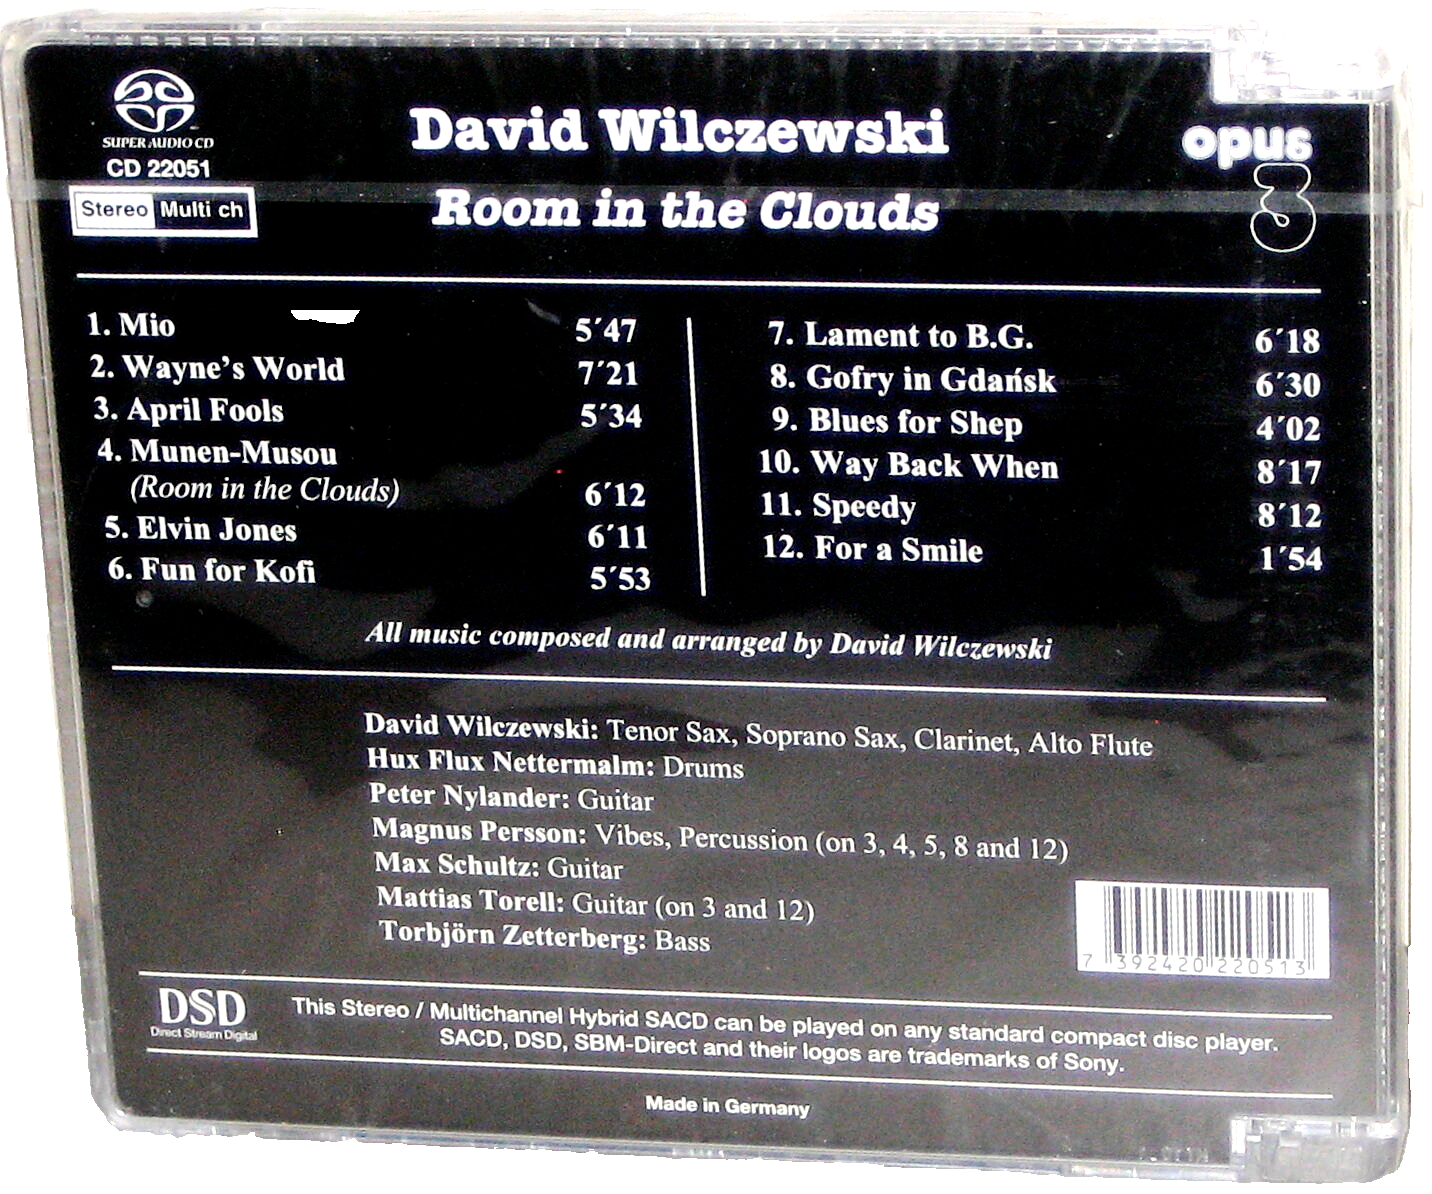 SUPER AUDIO CD
CD 22051
Stereo Multi ch
David Wilczewski
Room in the Clouds
opus
3
1. Mio 5´47
2. Wayne's World 7´21
3. April Fools 5´34
4. Munen-Musou
(Room in the Clouds) 6´12
5. Elvin Jones 6´11
6. Fun for Kofi 5´53
7. Lament to B.G. 6´18
8. Gofry in Gdańsk 6´30
9. Blues for Shep 4´02
10. Way Back When 8´17
11. Speedy 8´12
12. For a Smile 1´54
All music composed and arranged by David Wilczewski
David Wilczewski: Tenor Sax, Soprano Sax, Clarinet, Alto Flute
Hux Flux Nettermalm: Drums
Peter Nylander: Guitar
Magnus Persson: Vibes, Percussion (on 3, 4, 5, 8 and 12)
Max Schultz: Guitar
Mattias Torell: Guitar (on 3 and 12)
Torbjörn Zetterberg: Bass
7 392420 220513
DSD
Direct Stream Digital
This Stereo / Multichannel Hybrid SACD can be played on any standard compact disc player.
SACD, DSD, SBM-Direct and their logos are trademarks of Sony.
Made in Germany